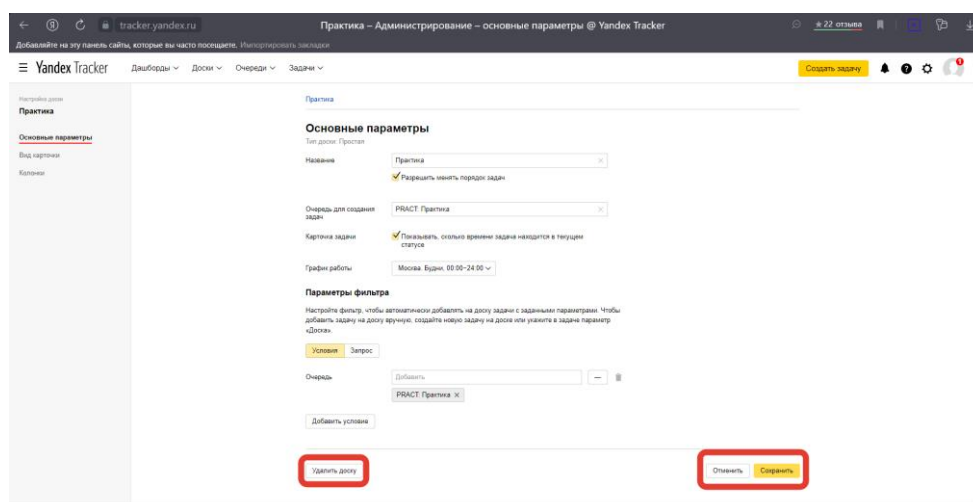 tracker.yandex.ru
Практика – Администрирование – основные параметры @ Yandex Tracker
★22 отзыва
Добавляйте на эту панель сайты, которые вы часто посещаете. Импортировать закладки
Yandex Tracker
Дашборды
Доски
Очереди
Задачи
Создать задачу
1
Настройка доски
Практика
Основные параметры
Вид карточки
Колонки
Практика
Основные параметры
Тип доски: Простая
Название
Практика
Разрешить менять порядок задач
Очередь для создания
задач
PRACT: Практика
Карточка задачи
Показывать, сколько времени задача находится в текущем
статусе
График работы
Москва. Будни, 00:00–24:00
Параметры фильтра
Настройте фильтр, чтобы автоматически добавлять на доску задачи с заданными параметрами. Чтобы
добавить задачу на доску вручную, создайте новую задачу на доске или укажите в задаче параметр
«Доска».
Условия
Запрос
Очередь
Добавить
PRACT: Практика
Добавить условие
Удалить доску
Отменить
Сохранить